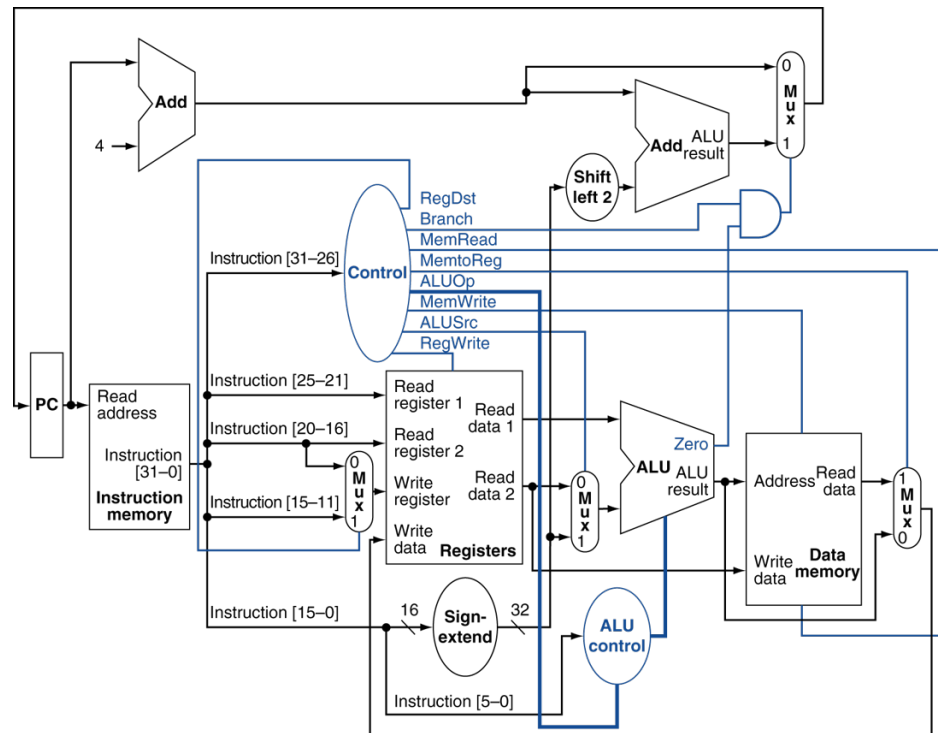 Add
4
0
Mux
1
Add
ALU
result
Shift
left 2
RegDst
Branch
MemRead
MemtoReg
ALUOp
MemWrite
ALUSrc
RegWrite
Control
Instruction [31–26]
Instruction [25–21]
Instruction [20–16]
Instruction [15–11]
Instruction [15–0]
Instruction [5–0]
PC
Read
address
Instruction
[31–0]
Instruction
memory
0
Mux
1
Read
register 1
Read
register 2
Write
register
Write
data
Read
data 1
Read
data 2
Registers
16
Sign-
extend
32
0
Mux
1
Zero
ALU
ALU
result
ALU
control
Address
Read
data
Write
data
Data
memory
1
Mux
0